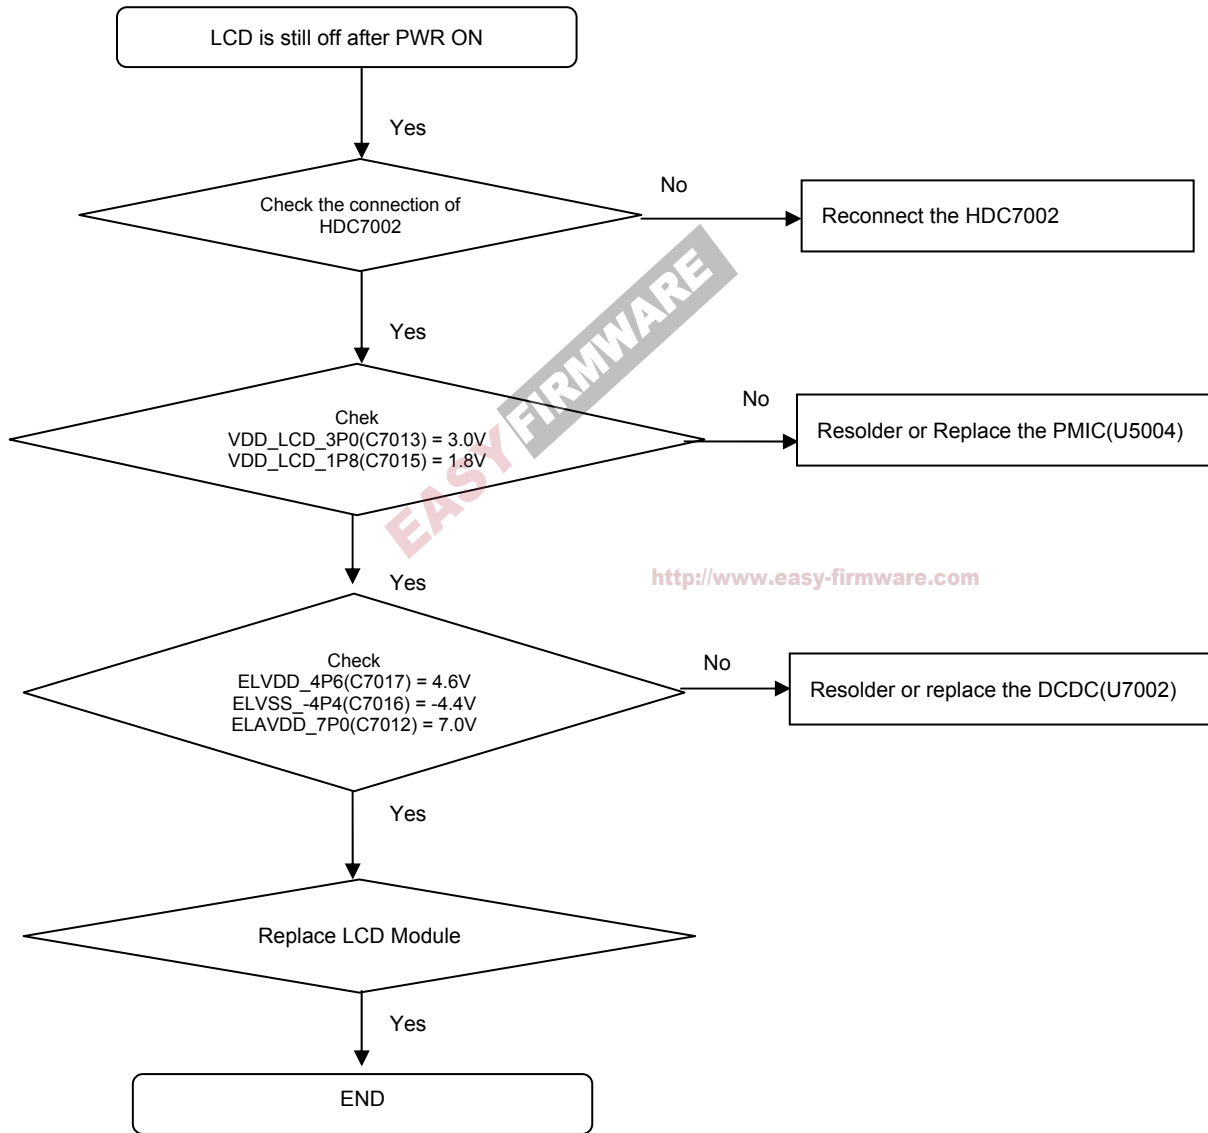 LCD is still off after PWR ON
Yes
Check the connection of
HDC7002
No
Reconnect the HDC7002
Yes
Chek
VDD_LCD_3P0(C7013) = 3.0V
VDD_LCD_1P8(C7015) = 1.8V
No
Resolder or Replace the PMIC(U5004)
EASY FIRMWARE
http://www.easy-firmware.com
Yes
Check
ELVDD_4P6(C7017) = 4.6V
ELVSS_-4P4(C7016) = -4.4V
ELAVDD_7P0(C7012) = 7.0V
No
Resolder or replace the DCDC(U7002)
Yes
Replace LCD Module
Yes
END